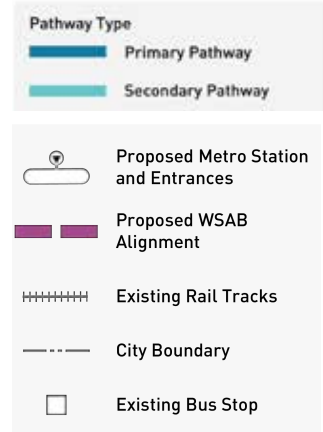 Pathway Type
Primary Pathway
Secondary Pathway
Proposed Metro Station
and Entrances
Proposed WSAB
Alignment
Existing Rail Tracks
City Boundary
Existing Bus Stop